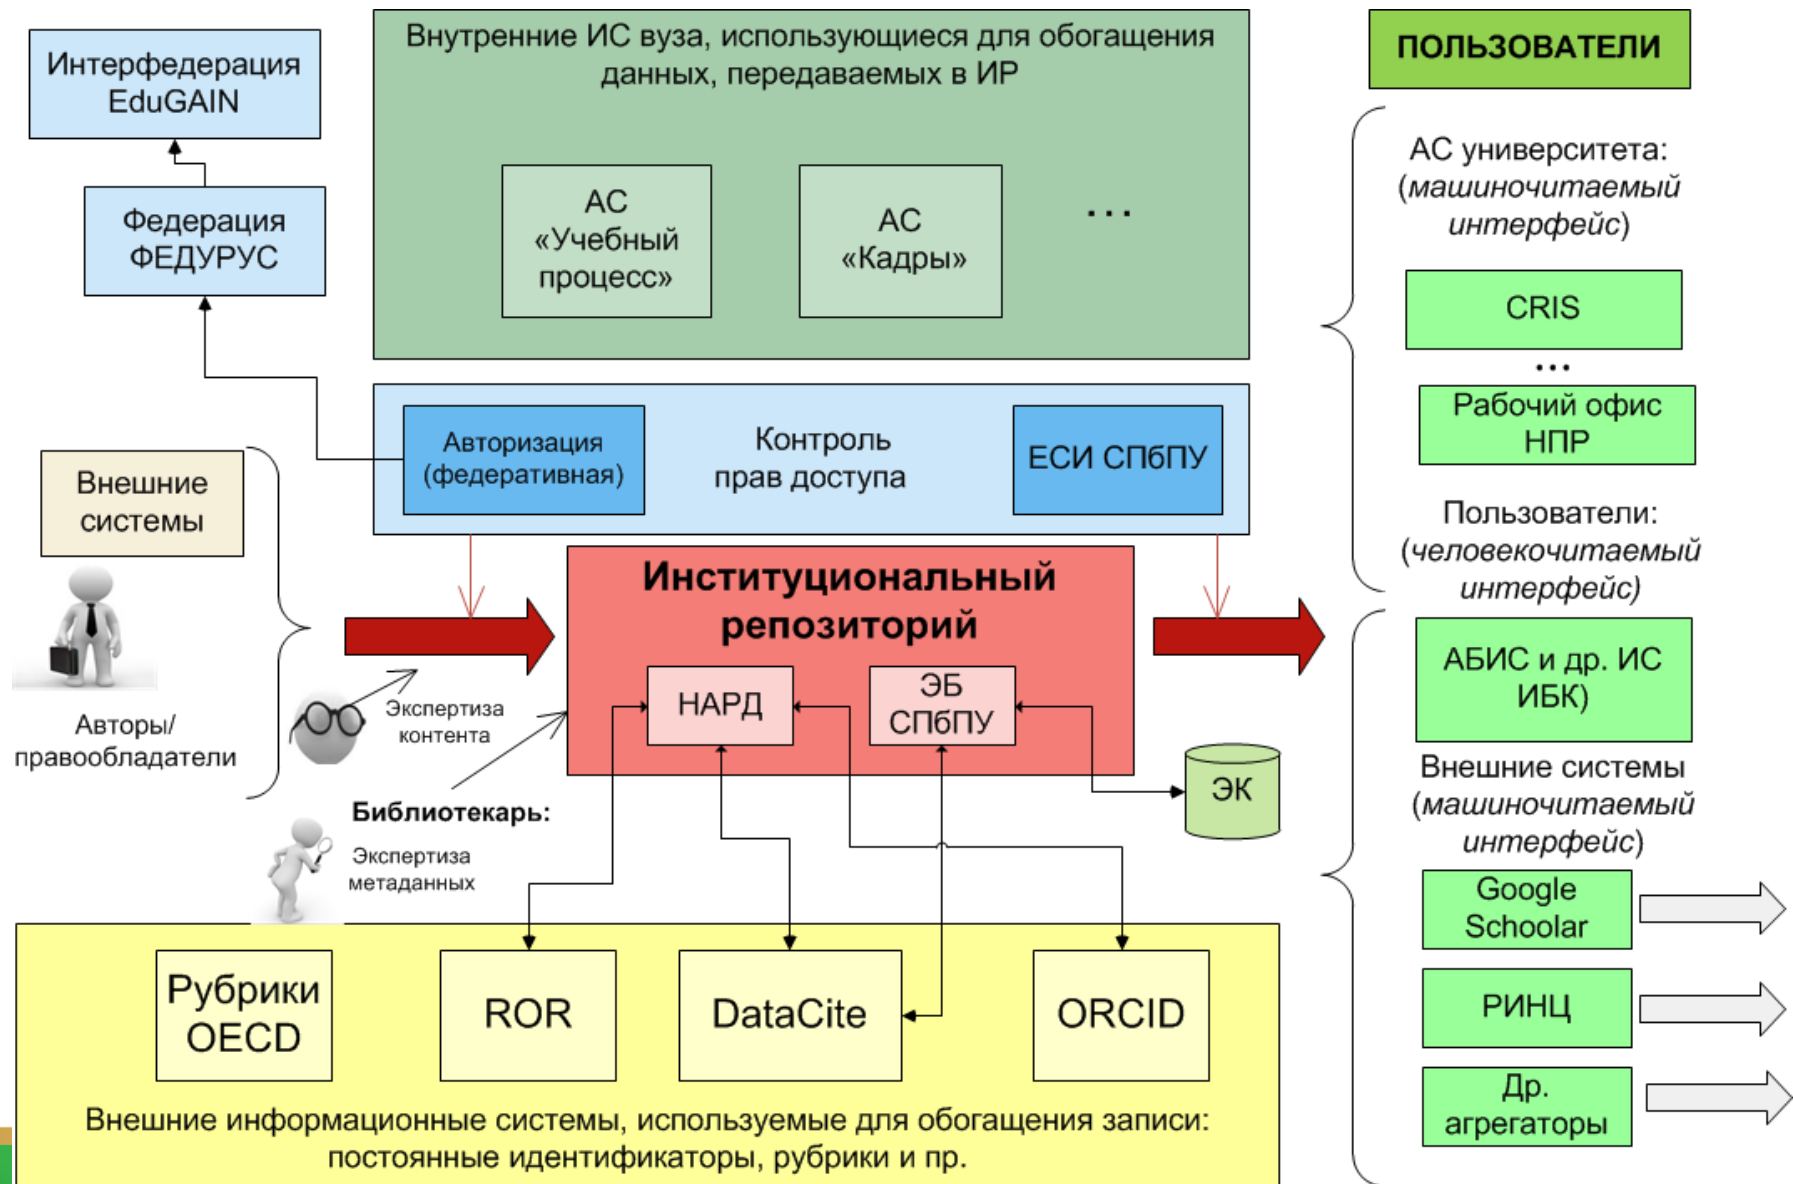 Интерфедерация
EduGAIN
Федерация
ФЕДУРУС
Внутренние ИС вуза, использующиеся для обогащения
данных, передаваемых в ИР
АС
«Учебный
процесс»
АС
«Кадры»
...
Авторизация
(федеративная)
Контроль
прав доступа
ЕСИ СПбПУ
Внешние
системы
Авторы/
правообладатели
Экспертиза
контента
Библиотекарь:
Экспертиза
метаданных
Институциональный
репозиторий
НАРД
ЭБ
СПбПУ
ЭК
Рубрики
OECD
ROR
DataCite
ORCID
Внешние информационные системы, используемые для обогащения записи:
постоянные идентификаторы, рубрики и пр.
ПОЛЬЗОВАТЕЛИ
АС университета:
(машиночитаемый
интерфейс)
CRIS
...
Рабочий офис
НПР
Пользователи:
(человекочитаемый
интерфейс)
АБИС и др. ИС
ИБК)
Внешние системы
(машиночитаемый
интерфейс)
Google
Schoolar
РИНЦ
Др.
агрегаторы